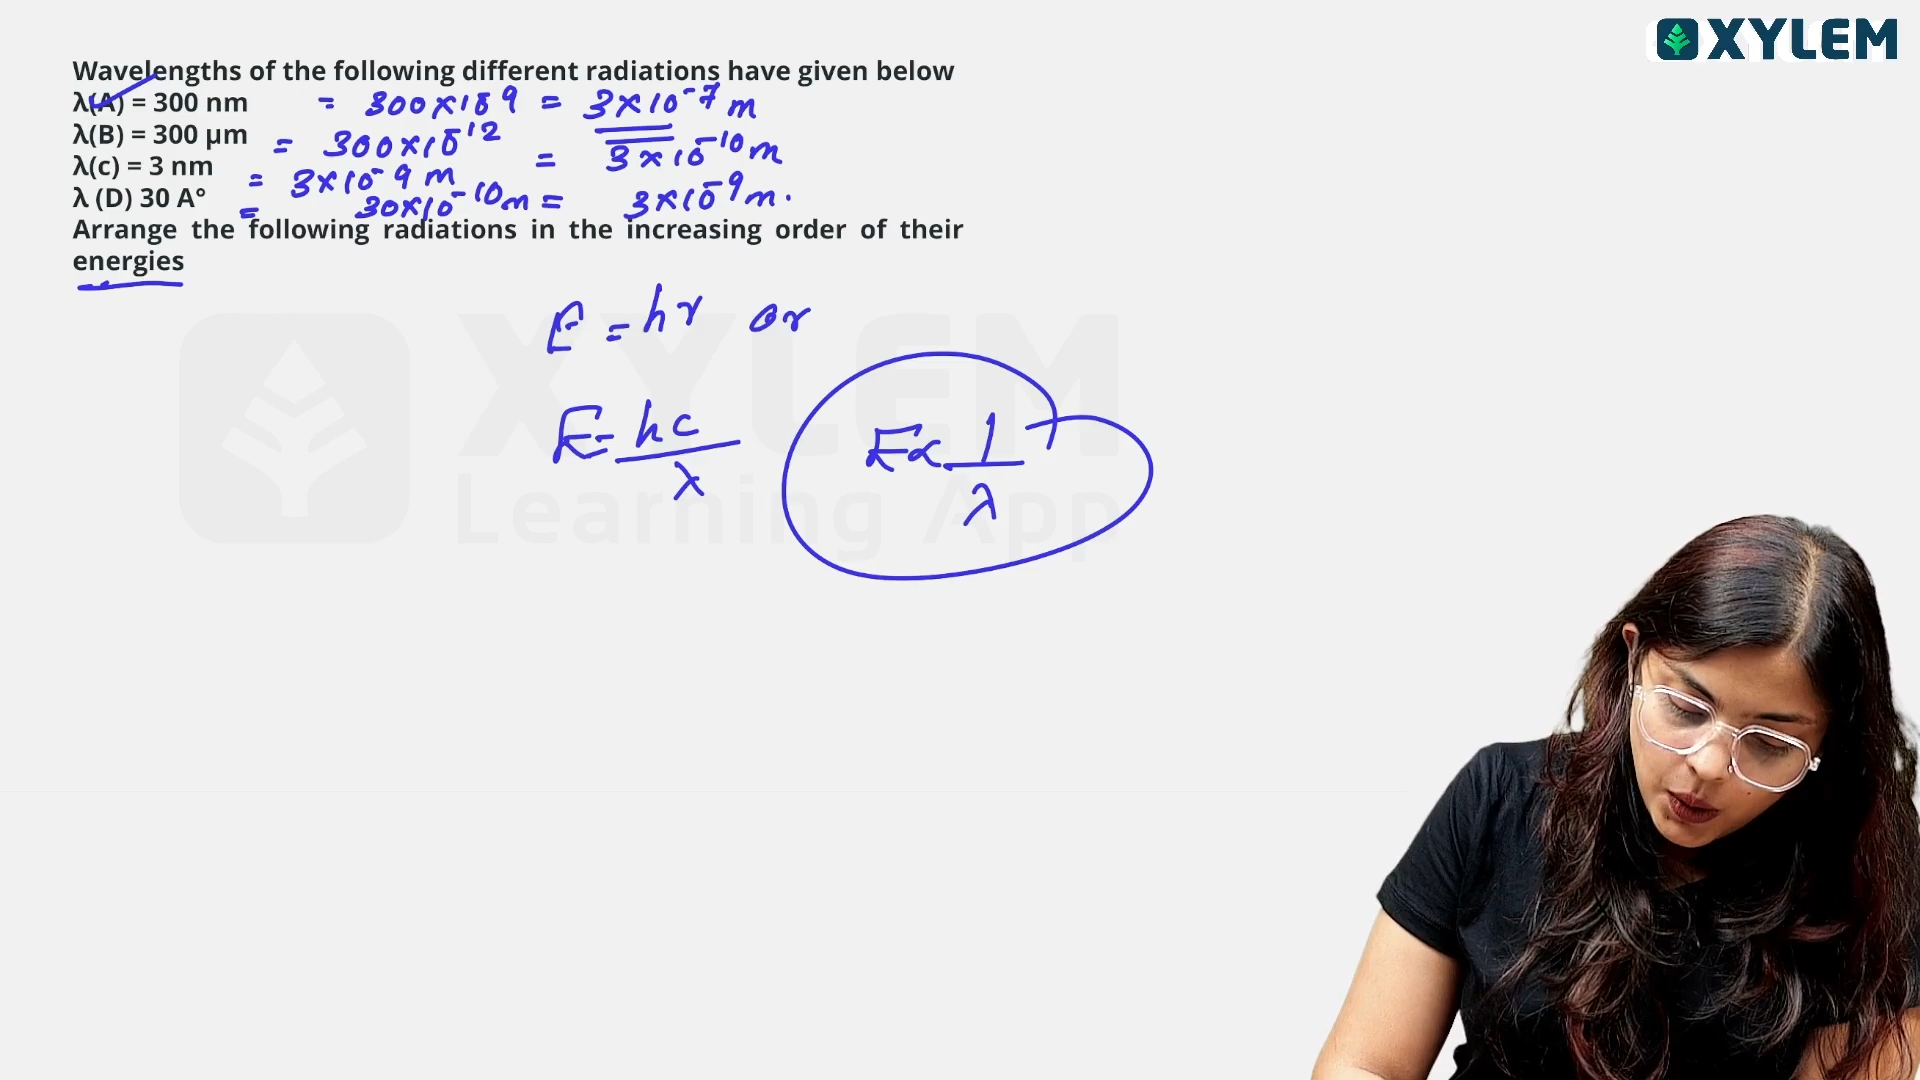 XYLEM
Wavelengths of the following different radiations have given below
λ(A) = 300 nm = 300×10⁻⁹ = 3×10⁻⁷ m
λ(B) = 300 μm = 300×10⁻¹² = 3×10⁻¹⁰ m
λ(c) = 3 nm = 3×10⁻⁹ m
λ (D) 30 A° = 30×10⁻¹⁰ m = 3×10⁻⁹ m.
Arrange the following radiations in the increasing order of their
energies
E = hγ or
E = hc/λ E ∝ 1/λ
XYLEM
Learning App